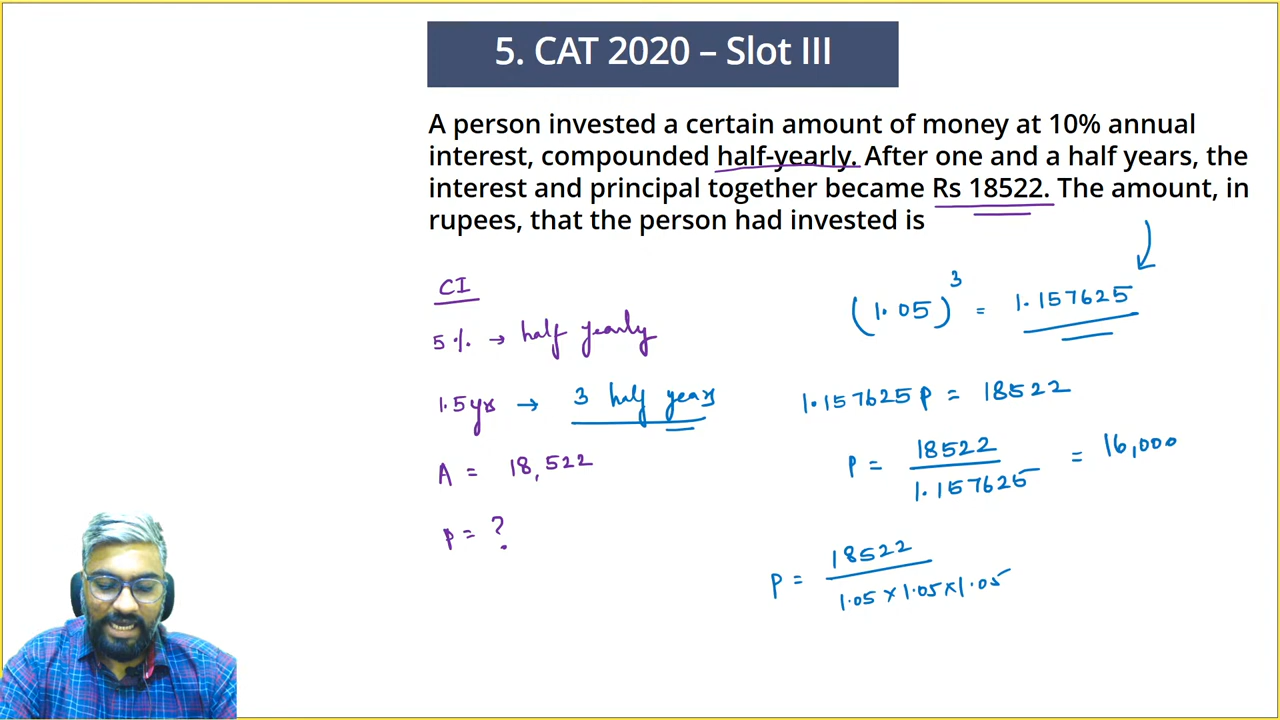 5. CAT 2020 – Slot III
A person invested a certain amount of money at 10% annual
interest, compounded half-yearly. After one and a half years, the
interest and principal together became Rs 18522. The amount, in
rupees, that the person had invested is
CI
5% → half yearly
1.5yrs → 3 half years
A = 18,522
P = ?
(1.05)³ = 1.157625
1.157625 P = 18522
P = 18522 / 1.157625 = 16,000
P = 18522 / 1.05 × 1.05 × 1.05